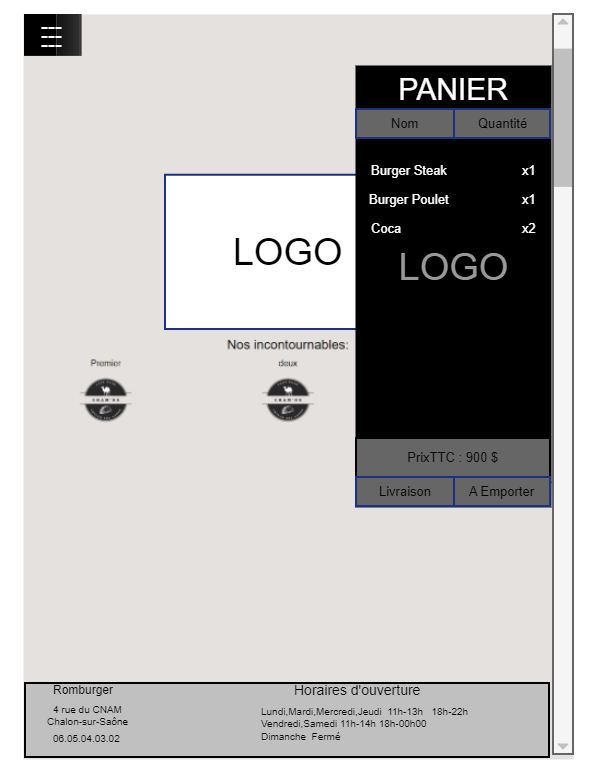 PANIER
Nom Quantité
Burger Steak x1
Burger Poulet x1
Coca x2
LOGO
LOGO
Nos incontournables:
Premier
deux
PrixTTC : 900 $
Livraison A Emporter
Romburger
4 rue du CNAM
Chalon-sur-Saône
06.05.04.03.02
Horaires d'ouverture
Lundi,Mardi,Mercredi,Jeudi 11h-13h 18h-22h
Vendredi,Samedi 11h-14h 18h-00h00
Dimanche Fermé